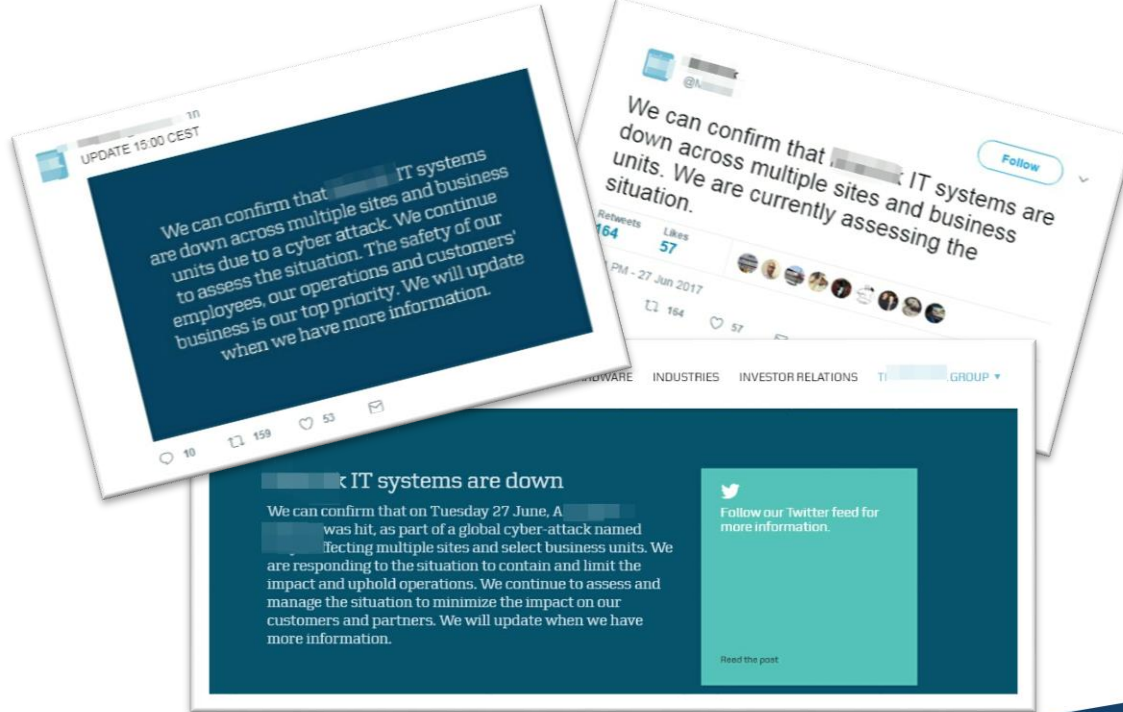 UPDATE 15:00 CEST
We can confirm that IT systems
are down across multiple sites and business
units due to a cyber attack. We continue
to assess the situation. The safety of our
employees, our operations and customers'
business is our top priority. We will update
when we have more information.
10 159 53
Follow
We can confirm that IT systems are
down across multiple sites and business
units. We are currently assessing the
situation.
Retweets Likes
164 57
PM - 27 Jun 2017
164 57
INDUSTRIES INVESTOR RELATIONS GROUP
IT systems are down
We can confirm that on Tuesday 27 June, A
was hit, as part of a global cyber-attack named
affecting multiple sites and select business units. We
are responding to the situation to contain and limit the
impact and uphold operations. We continue to assess and
manage the situation to minimize the impact on our
customers and partners. We will update when we have
more information.
Follow our Twitter feed for
more information.
Read the post